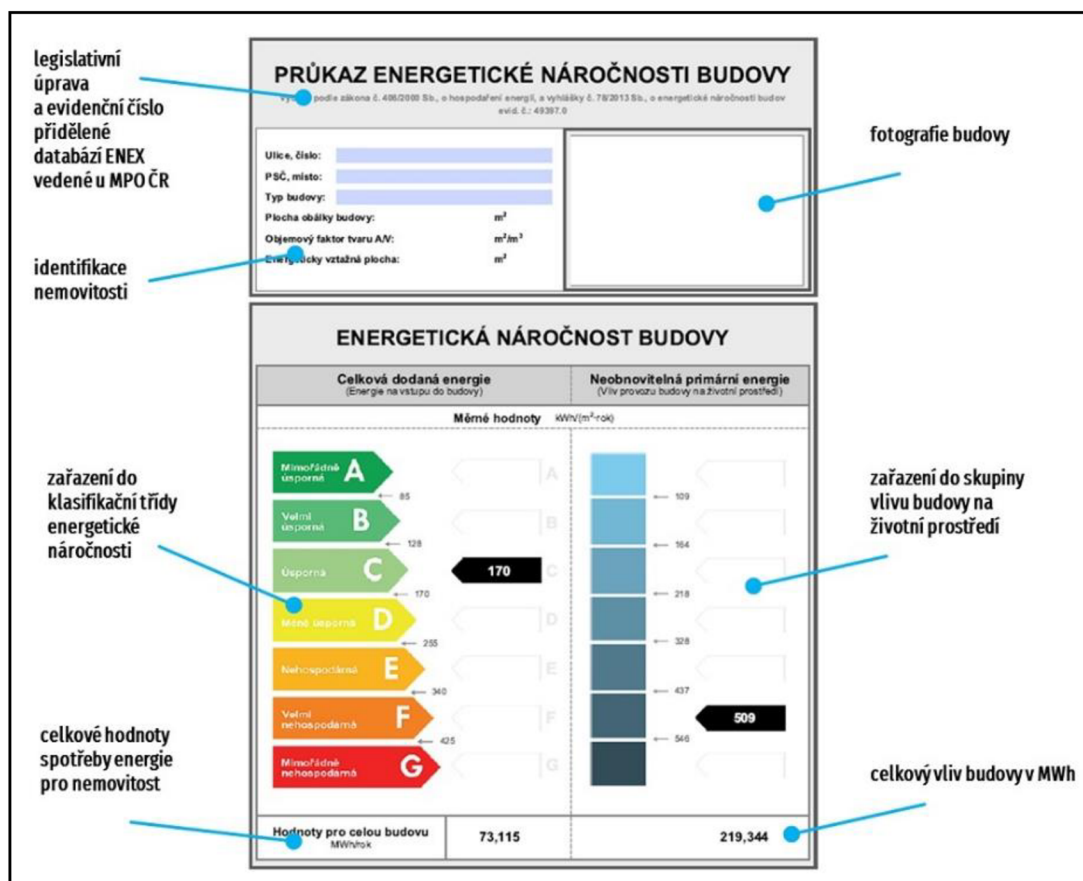 legislativní
úprava
a evidenční číslo
přidělené
databází ENEX
vedené u MPO ČR
PRŮKAZ ENERGETICKÉ NÁROČNOSTI BUDOVY
podle zákona č. 406/2000 Sb., o hospodaření energií, a vyhlášky č. 78/2013 Sb., o energetické náročnosti budov
evid. č.: 49397.0
fotografie budovy
Ulice, číslo:
PSČ, místo:
Typ budovy:
Plocha obálky budovy: m²
Objemový faktor tvaru A/V: m²/m³
Energeticky vztažná plocha: m²
identifikace
nemovitosti
ENERGETICKÁ NÁROČNOST BUDOVY
Celková dodaná energie
(Energie na vstupu do budovy)
Neobnovitelná primární energie
(Vliv provozu budovy na životní prostředí)
Měrné hodnoty kWh/(m²·rok)
zařazení do
klasifikační třídy
energetické
náročnosti
Mimořádně
úsporná A
A
85
109
Velmi
úsporná B
B
128
164
Úsporná C
170
C
170
218
Méně úsporná D
D
255
328
Nehospodárná E
E
340
437
Velmi
nehospodárná F
F
509
425
546
Mimořádně
nehospodárná G
G
zařazení do skupiny
vlivu budovy na
životní prostředí
celkové hodnoty
spotřeby energie
pro nemovitost
Hodnoty pro celou budovu
MWh/rok
73,115
219,344
celkový vliv budovy v MWh